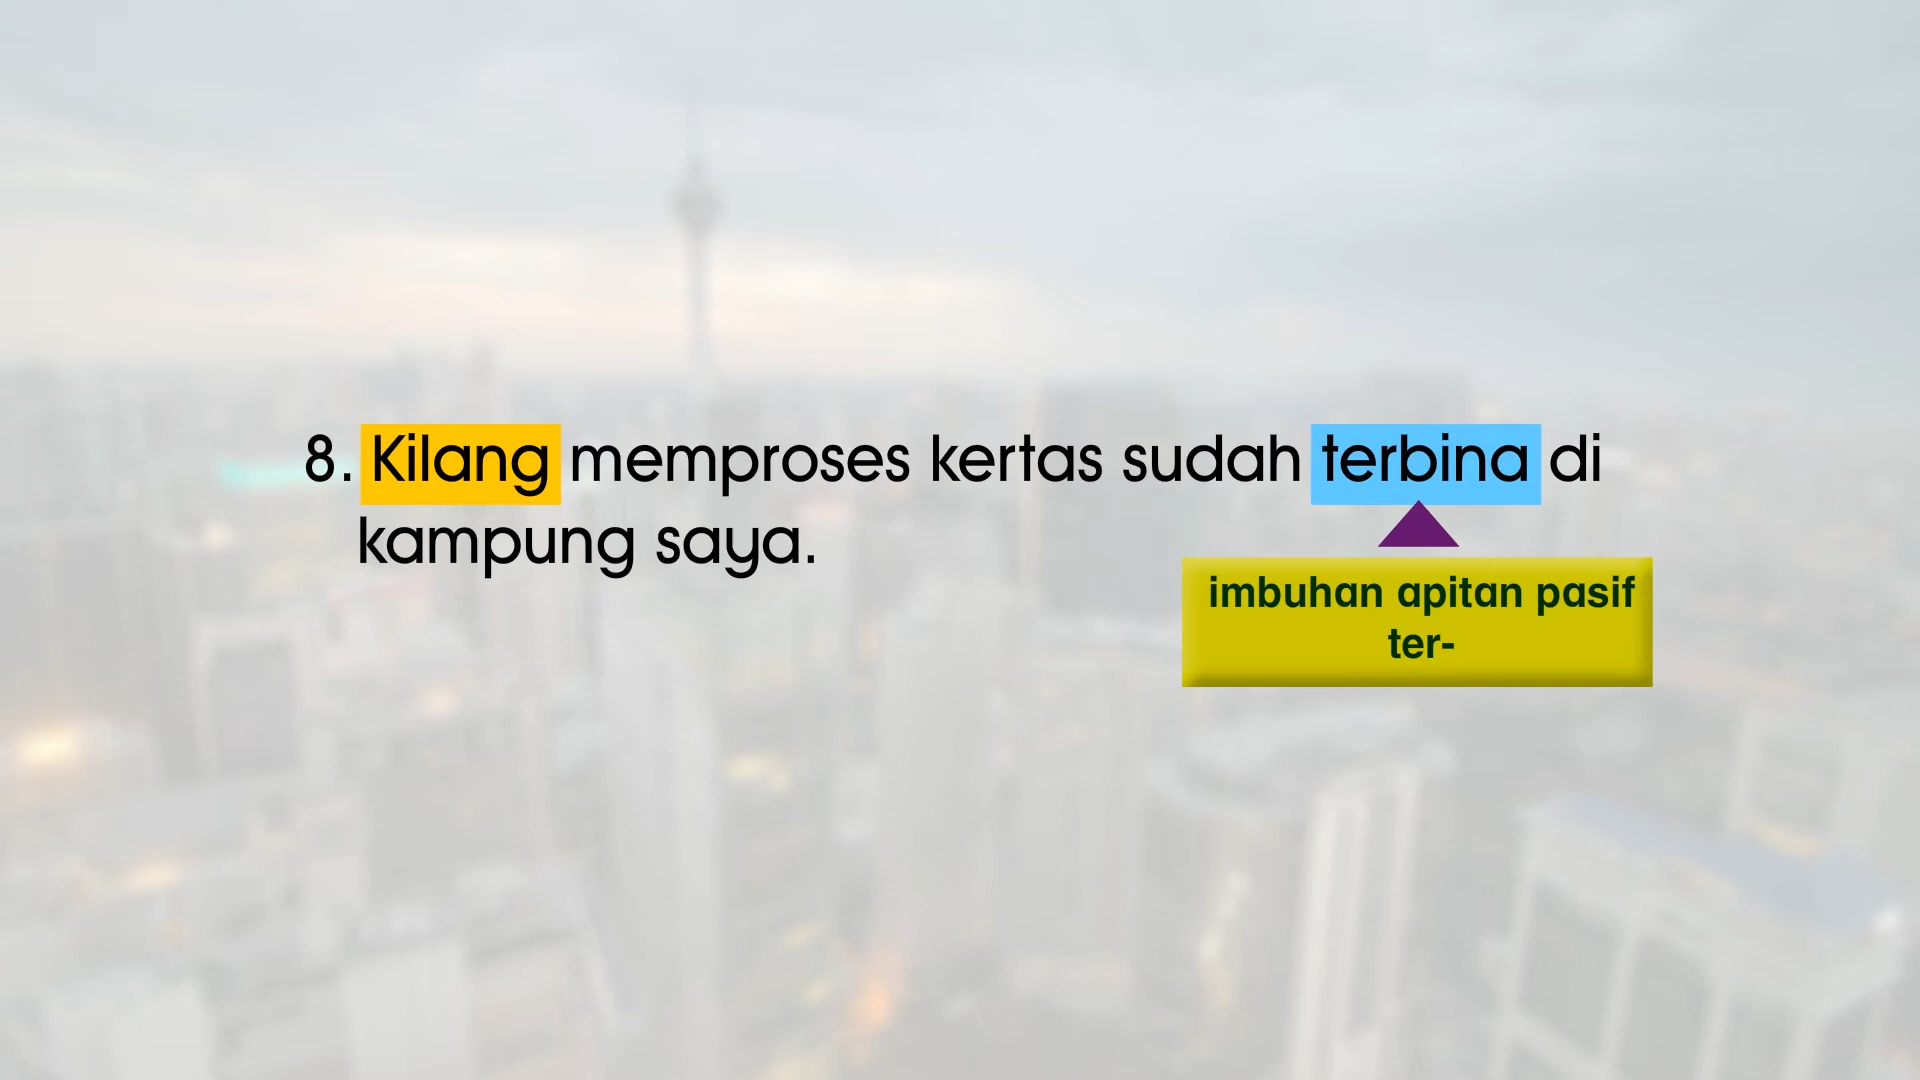 8. Kilang memproses kertas sudah terbina di
kampung saya.
imbuhan apitan pasif
ter-